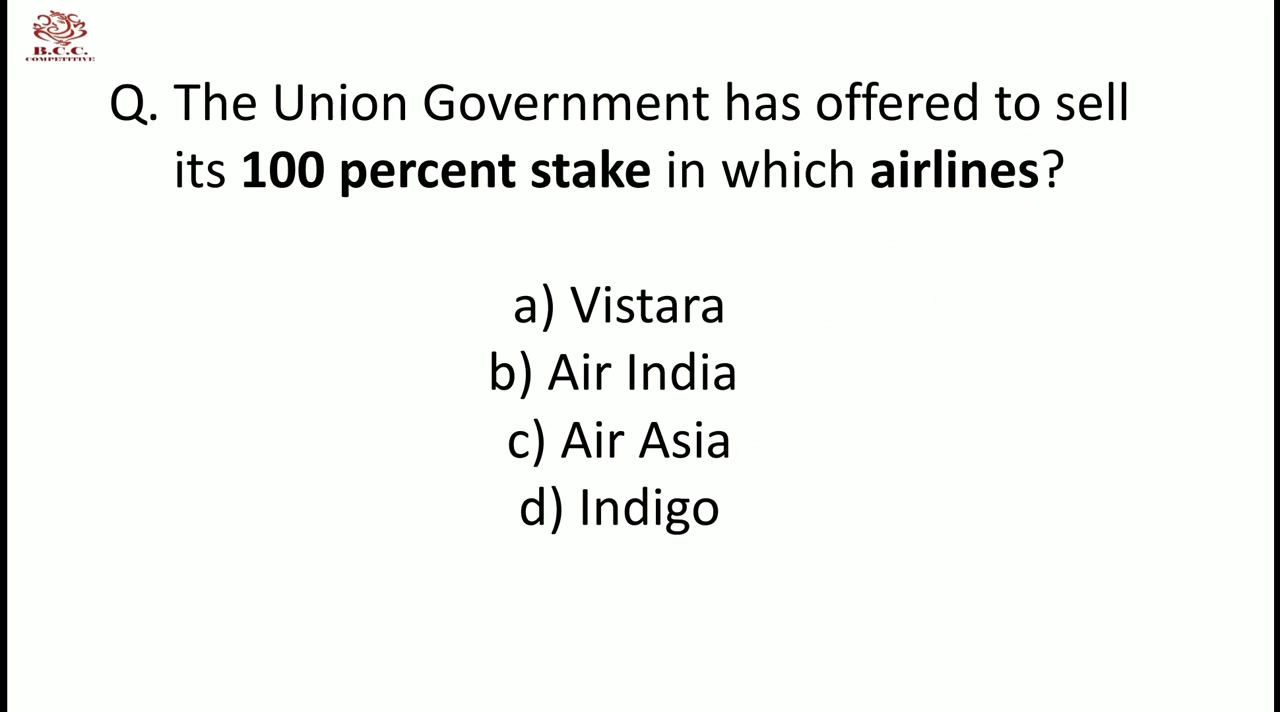 B.C.C.
COMPETITIVE
Q. The Union Government has offered to sell
its 100 percent stake in which airlines?
a) Vistara
b) Air India
c) Air Asia
d) Indigo